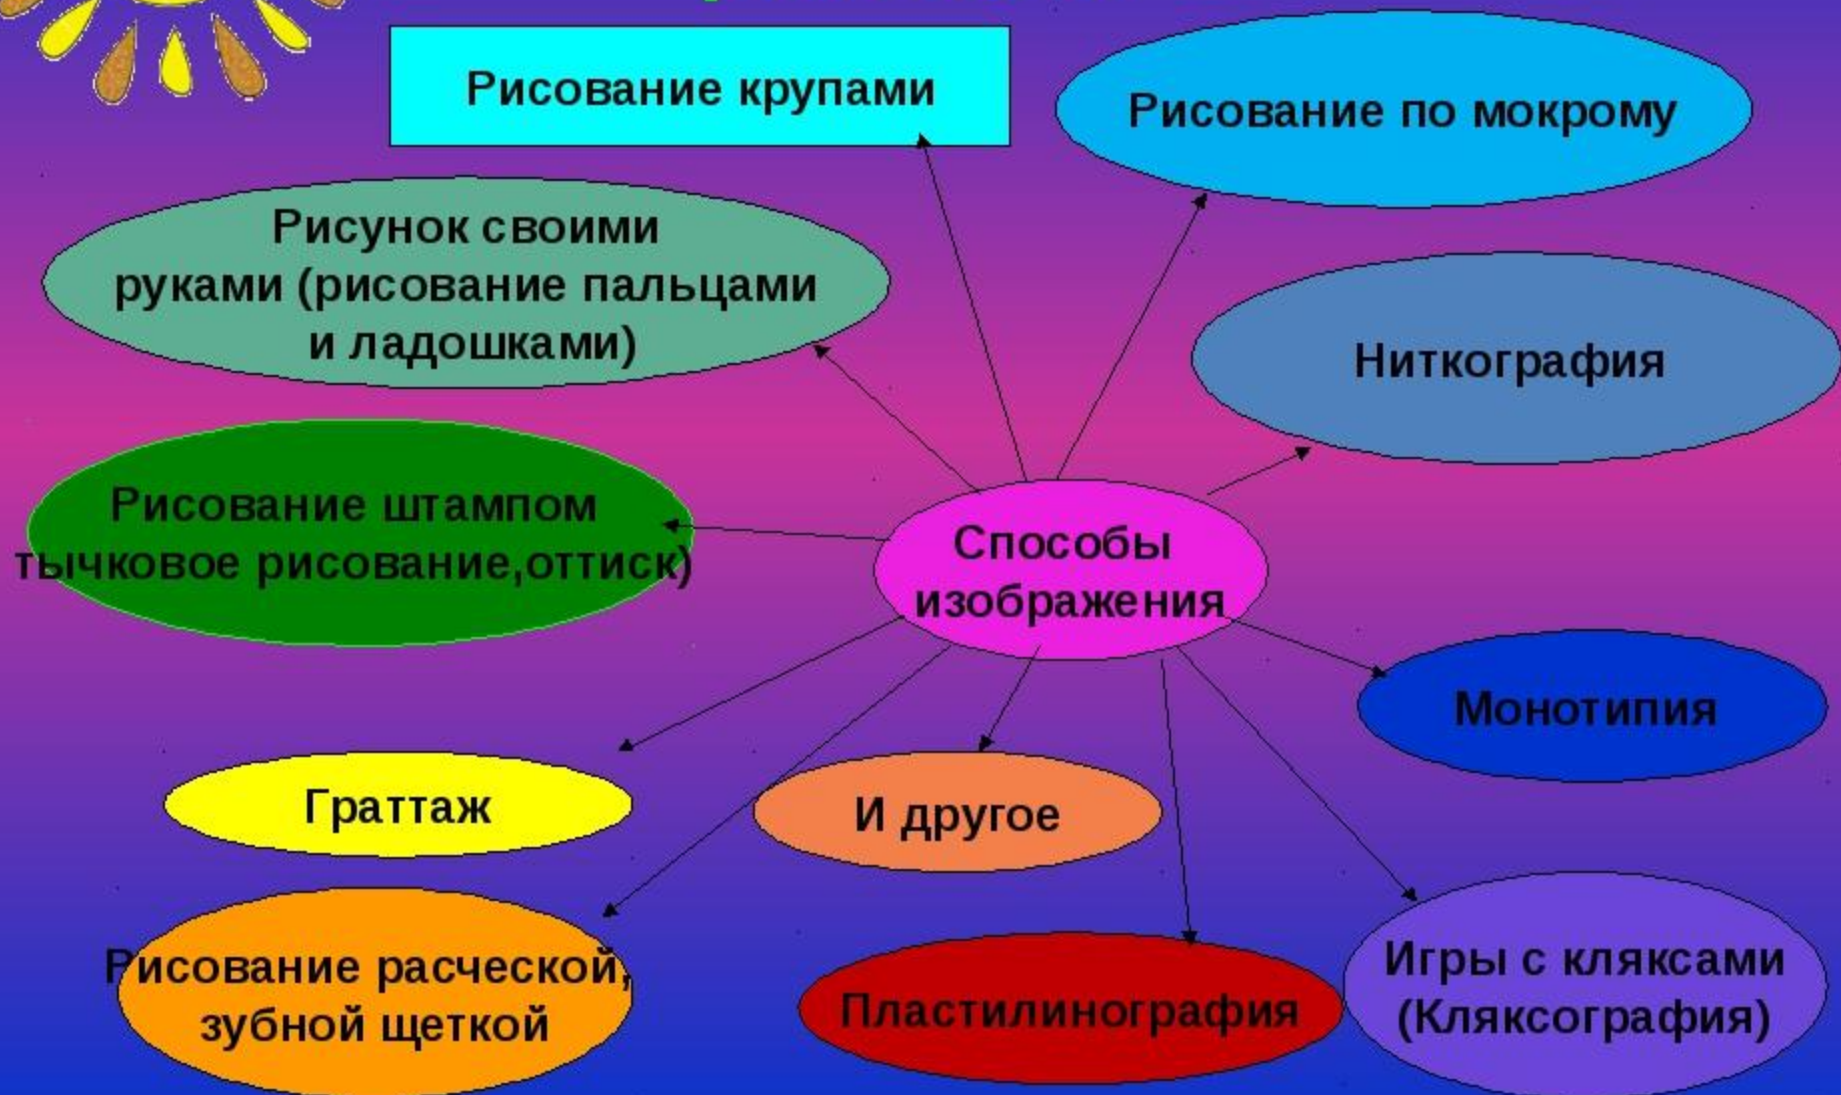 Рисование крупами
Рисование по мокрому
Рисунок своими
руками (рисование пальцами
и ладошками)
Ниткография
Рисование штампом
тычковое рисование,оттиск)
Способы
изображения
Монотипия
Граттаж
И другое
Рисование расческой,
зубной щеткой
Пластилинография
Игры с кляксами
(Кляксография)